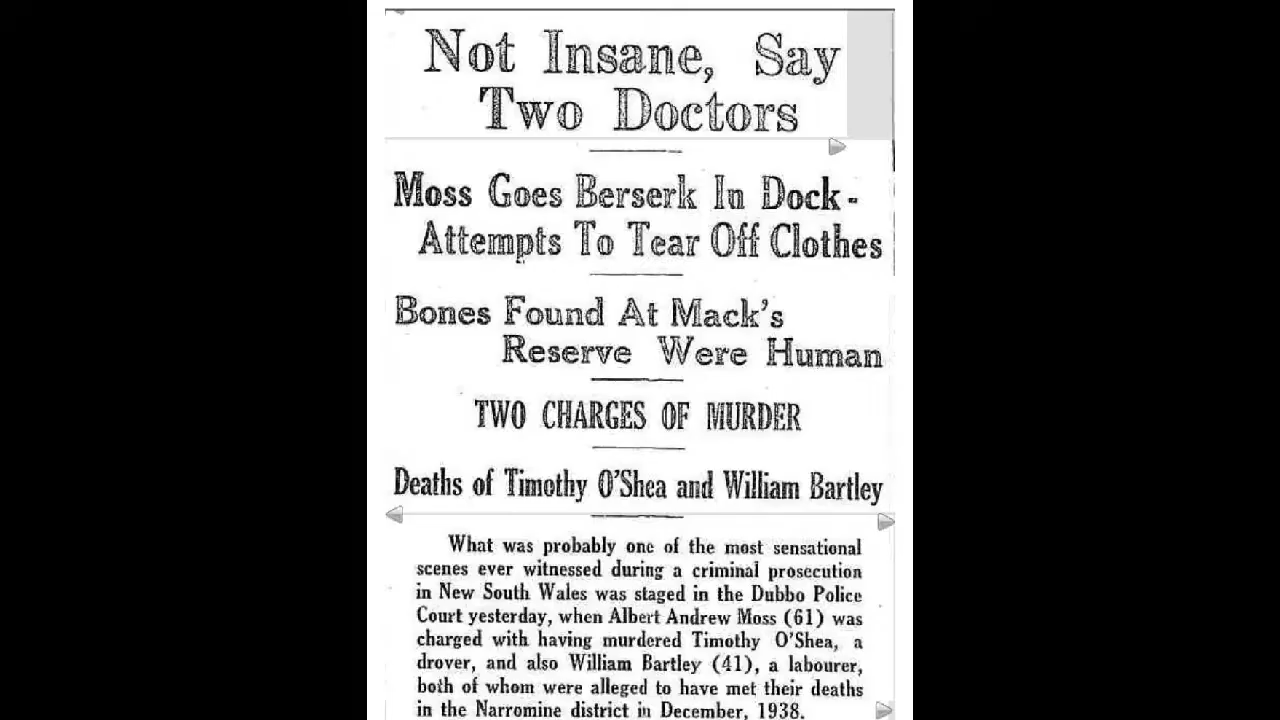 Not Insane, Say
Two Doctors
Moss Goes Berserk In Dock -
Attempts To Tear Off Clothes
Bones Found At Mack's
Reserve Were Human
TWO CHARGES OF MURDER
Deaths of Timothy O'Shea and William Bartley
What was probably one of the most sensational
scenes ever witnessed during a criminal prosecution
in New South Wales was staged in the Dubbo Police
Court yesterday, when Albert Andrew Moss (61) was
charged with having murdered Timothy O'Shea, a
drover, and also William Bartley (41), a labourer,
both of whom were alleged to have met their deaths
in the Narromine district in December, 1938.